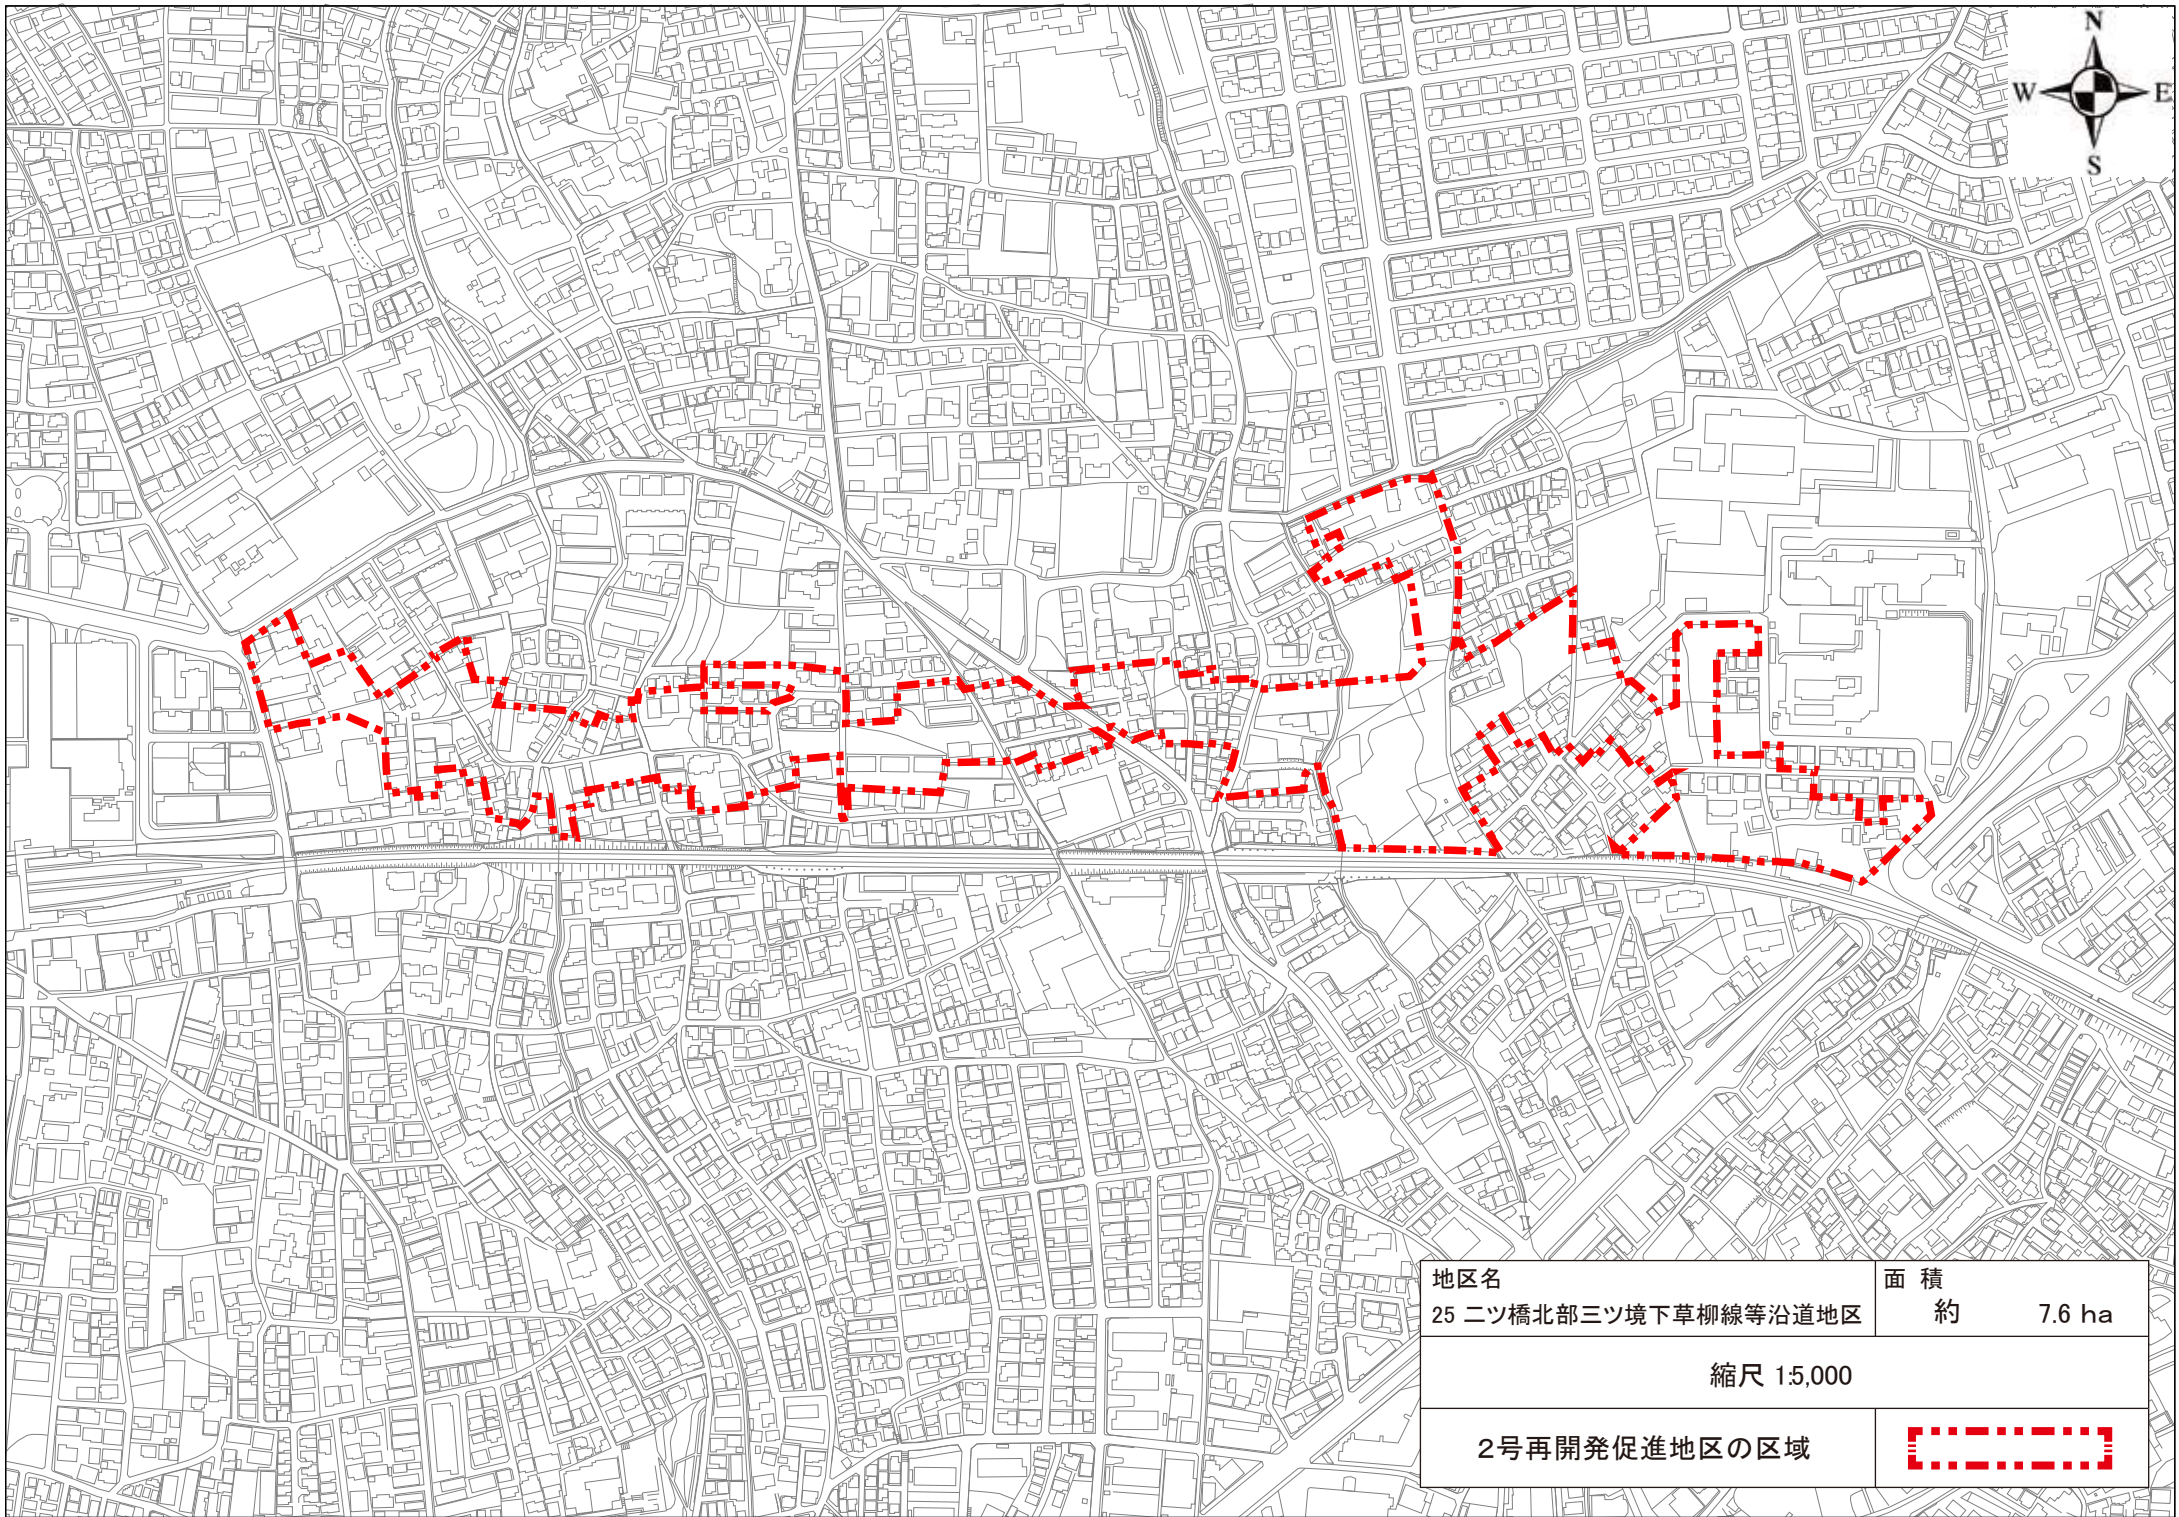 N
W E
S
地区名
25 二ツ橋北部三ツ境下草柳線等沿道地区
面 積
約 7.6 ha
縮尺 1:5,000
2号再開発促進地区の区域